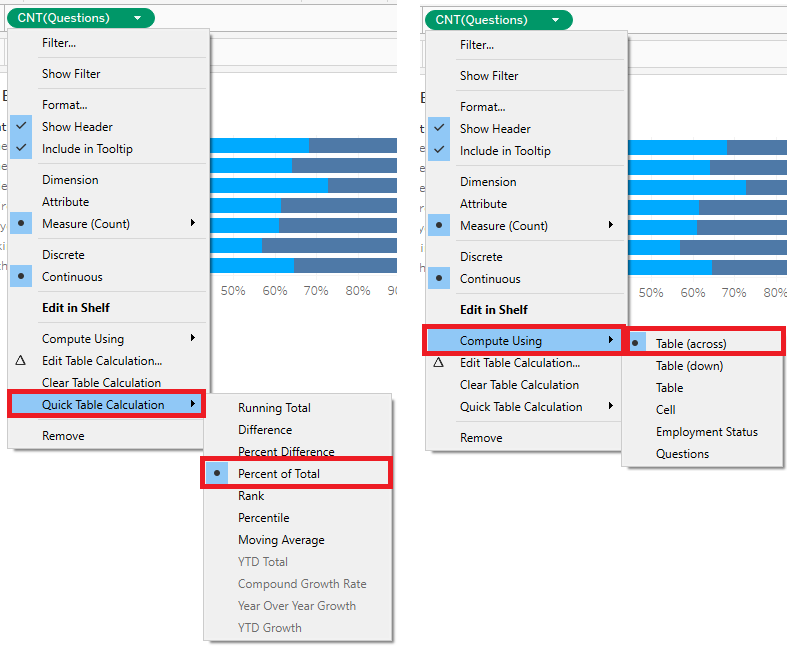 CNT(Questions)
Filter...
Show Filter
Format...
Show Header
Include in Tooltip
Dimension
Attribute
Measure (Count)
Discrete
Continuous
Edit in Shelf
Compute Using
Edit Table Calculation...
Clear Table Calculation
Quick Table Calculation
Remove
50% 60% 70% 80%
Running Total
Difference
Percent Difference
Percent of Total
Rank
Percentile
Moving Average
YTD Total
Compound Growth Rate
Year Over Year Growth
YTD Growth
CNT(Questions)
Filter...
Show Filter
Format...
Show Header
Include in Tooltip
Dimension
Attribute
Measure (Count)
Discrete
Continuous
Edit in Shelf
Compute Using
Edit Table Calculation...
Clear Table Calculation
Quick Table Calculation
Remove
50% 60% 70% 80%
Table (across)
Table (down)
Table
Cell
Employment Status
Questions